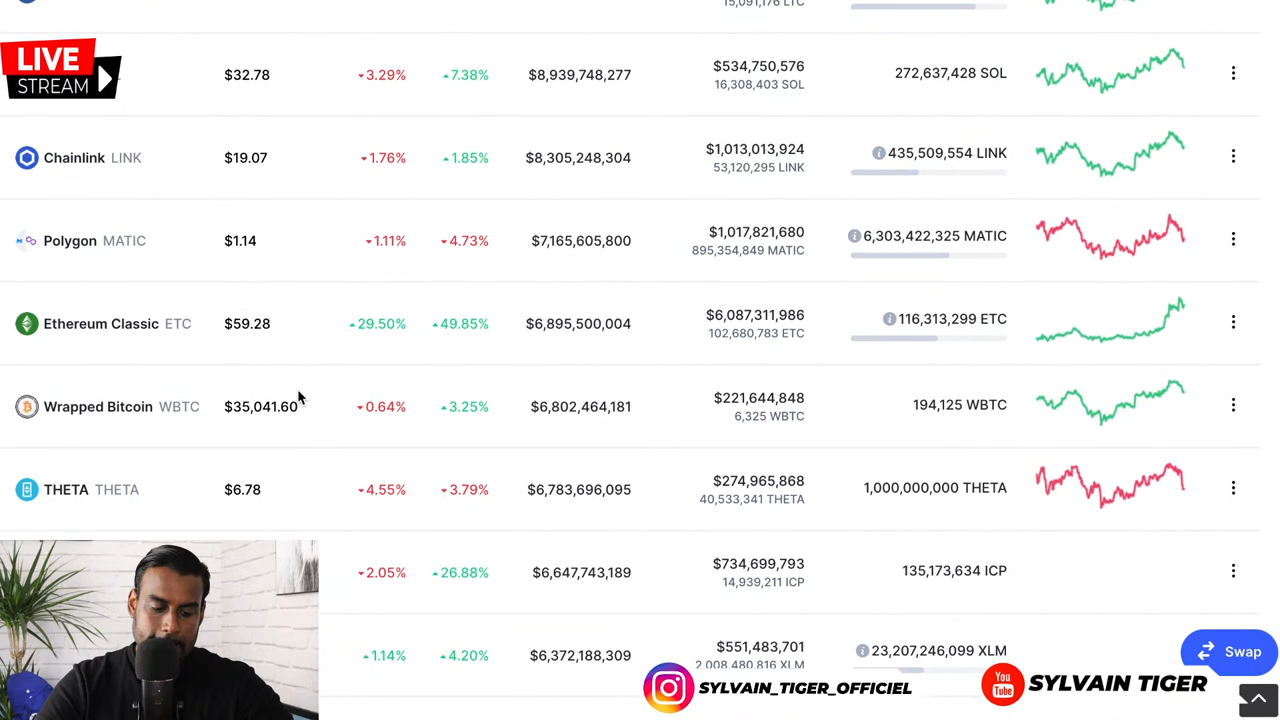 15,091,176 LTC
LIVE
STREAM
$32.78 3.29% 7.38% $8,939,748,277 $534,750,576 272,637,428 SOL
16,308,403 SOL
Chainlink LINK $19.07 1.76% 1.85% $8,305,248,304 $1,013,013,924 435,509,554 LINK
53,120,295 LINK
Polygon MATIC $1.14 1.11% 4.73% $7,165,605,800 $1,017,821,680 6,303,422,325 MATIC
895,354,849 MATIC
Ethereum Classic ETC $59.28 29.50% 49.85% $6,895,500,004 $6,087,311,986 116,313,299 ETC
102,680,783 ETC
Wrapped Bitcoin WBTC $35,041.60 0.64% 3.25% $6,802,464,181 $221,644,848 194,125 WBTC
6,325 WBTC
THETA THETA $6.78 4.55% 3.79% $6,783,696,095 $274,965,868 1,000,000,000 THETA
40,533,341 THETA
2.05% 26.88% $6,647,743,189 $734,699,793 135,173,634 ICP
14,939,211 ICP
1.14% 4.20% $6,372,188,309 $551,483,701 23,207,246,099 XLM
2,008,480,816 XLM
Swap
SYLVAIN_TIGER_OFFICIEL
You
Tube
SYLVAIN TIGER